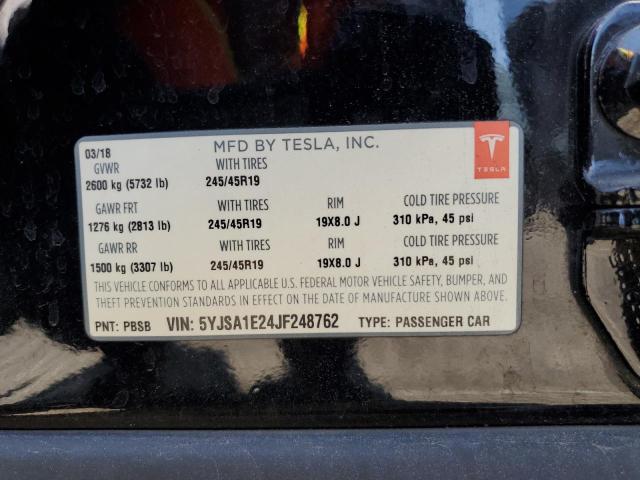 MFD BY TESLA, INC.
TESLA
03/18
GVWR WITH TIRES
2600 kg (5732 lb) 245/45R19
GAWR FRT WITH TIRES RIM COLD TIRE PRESSURE
1276 kg (2813 lb) 245/45R19 19X8.0 J 310 kPa, 45 psi
GAWR RR WITH TIRES RIM COLD TIRE PRESSURE
1500 kg (3307 lb) 245/45R19 19X8.0 J 310 kPa, 45 psi
THIS VEHICLE CONFORMS TO ALL APPLICABLE U.S. FEDERAL MOTOR VEHICLE SAFETY, BUMPER, AND
THEFT PREVENTION STANDARDS IN EFFECT ON THE DATE OF MANUFACTURE SHOWN ABOVE.
PNT: PBSB VIN: 5YJSA1E24JF248762 TYPE: PASSENGER CAR